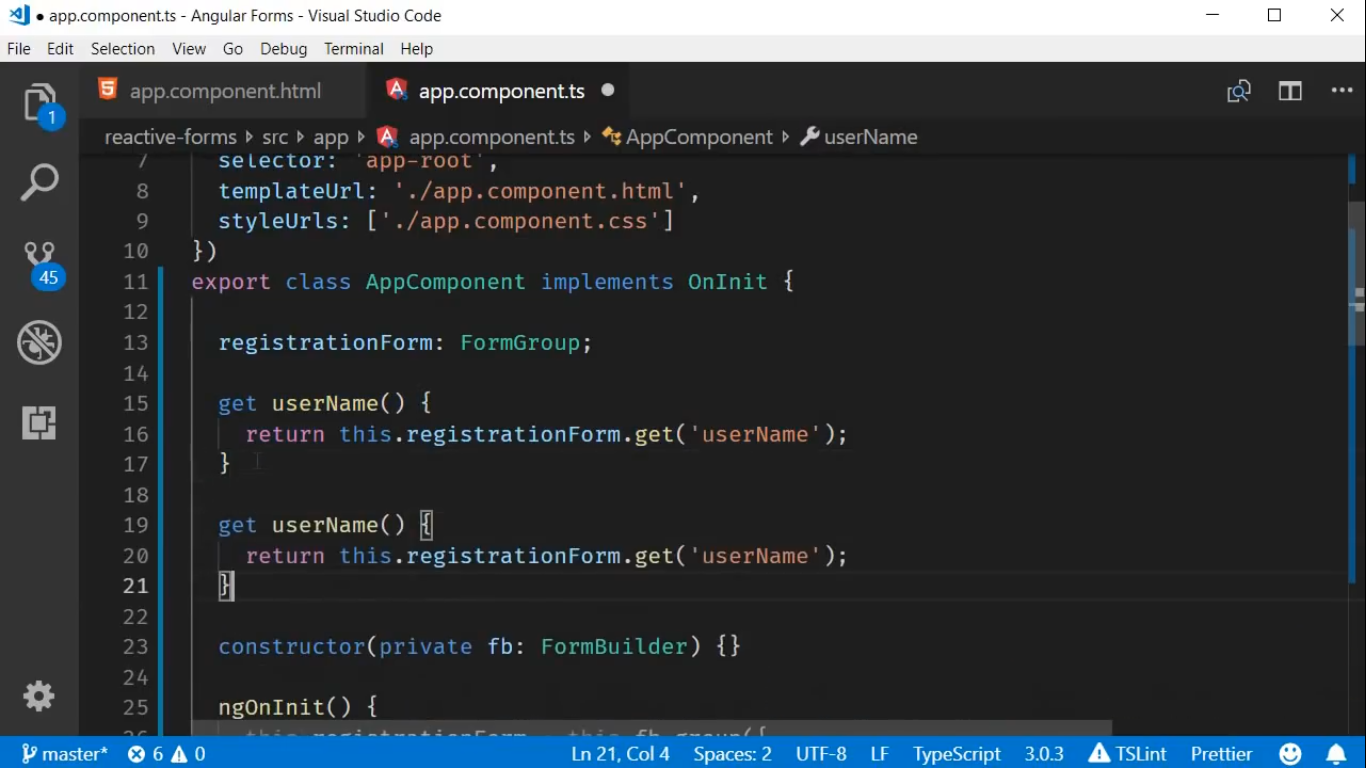 ● app.component.ts - Angular Forms - Visual Studio Code
File Edit Selection View Go Debug Terminal Help
app.component.html app.component.ts
reactive-forms src app app.component.ts AppComponent userName
1
45
7 selector: 'app-root',
8 templateUrl: './app.component.html',
9 styleUrls: ['./app.component.css']
10 })
11 export class AppComponent implements OnInit {
12
13 registrationForm: FormGroup;
14
15 get userName() {
16 return this.registrationForm.get('userName');
17 }
18
19 get userName() {
20 return this.registrationForm.get('userName');
21 }
22
23 constructor(private fb: FormBuilder) {}
24
25 ngOnInit() {
26 this.registrationForm = this.fb.group({
master* 6 0 Ln 21, Col 4 Spaces: 2 UTF-8 LF TypeScript 3.0.3 TSLint Prettier